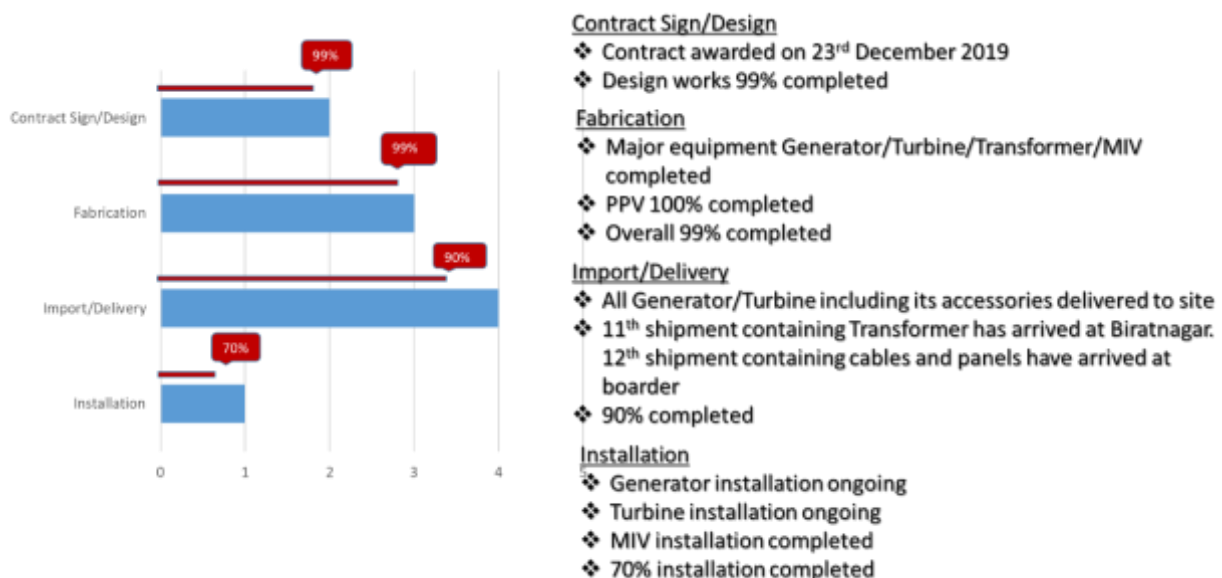 99%
Contract Sign/Design
99%
Fabrication
90%
Import/Delivery
70%
Installation
0 1 2 3 4 5
Contract Sign/Design
❖ Contract awarded on 23rd December 2019
❖ Design works 99% completed
Fabrication
❖ Major equipment Generator/Turbine/Transformer/MIV
completed
❖ PPV 100% completed
❖ Overall 99% completed
Import/Delivery
❖ All Generator/Turbine including its accessories delivered to site
❖ 11th shipment containing Transformer has arrived at Biratnagar.
12th shipment containing cables and panels have arrived at
boarder
❖ 90% completed
Installation
❖ Generator installation ongoing
❖ Turbine installation ongoing
❖ MIV installation completed
❖ 70% installation completed